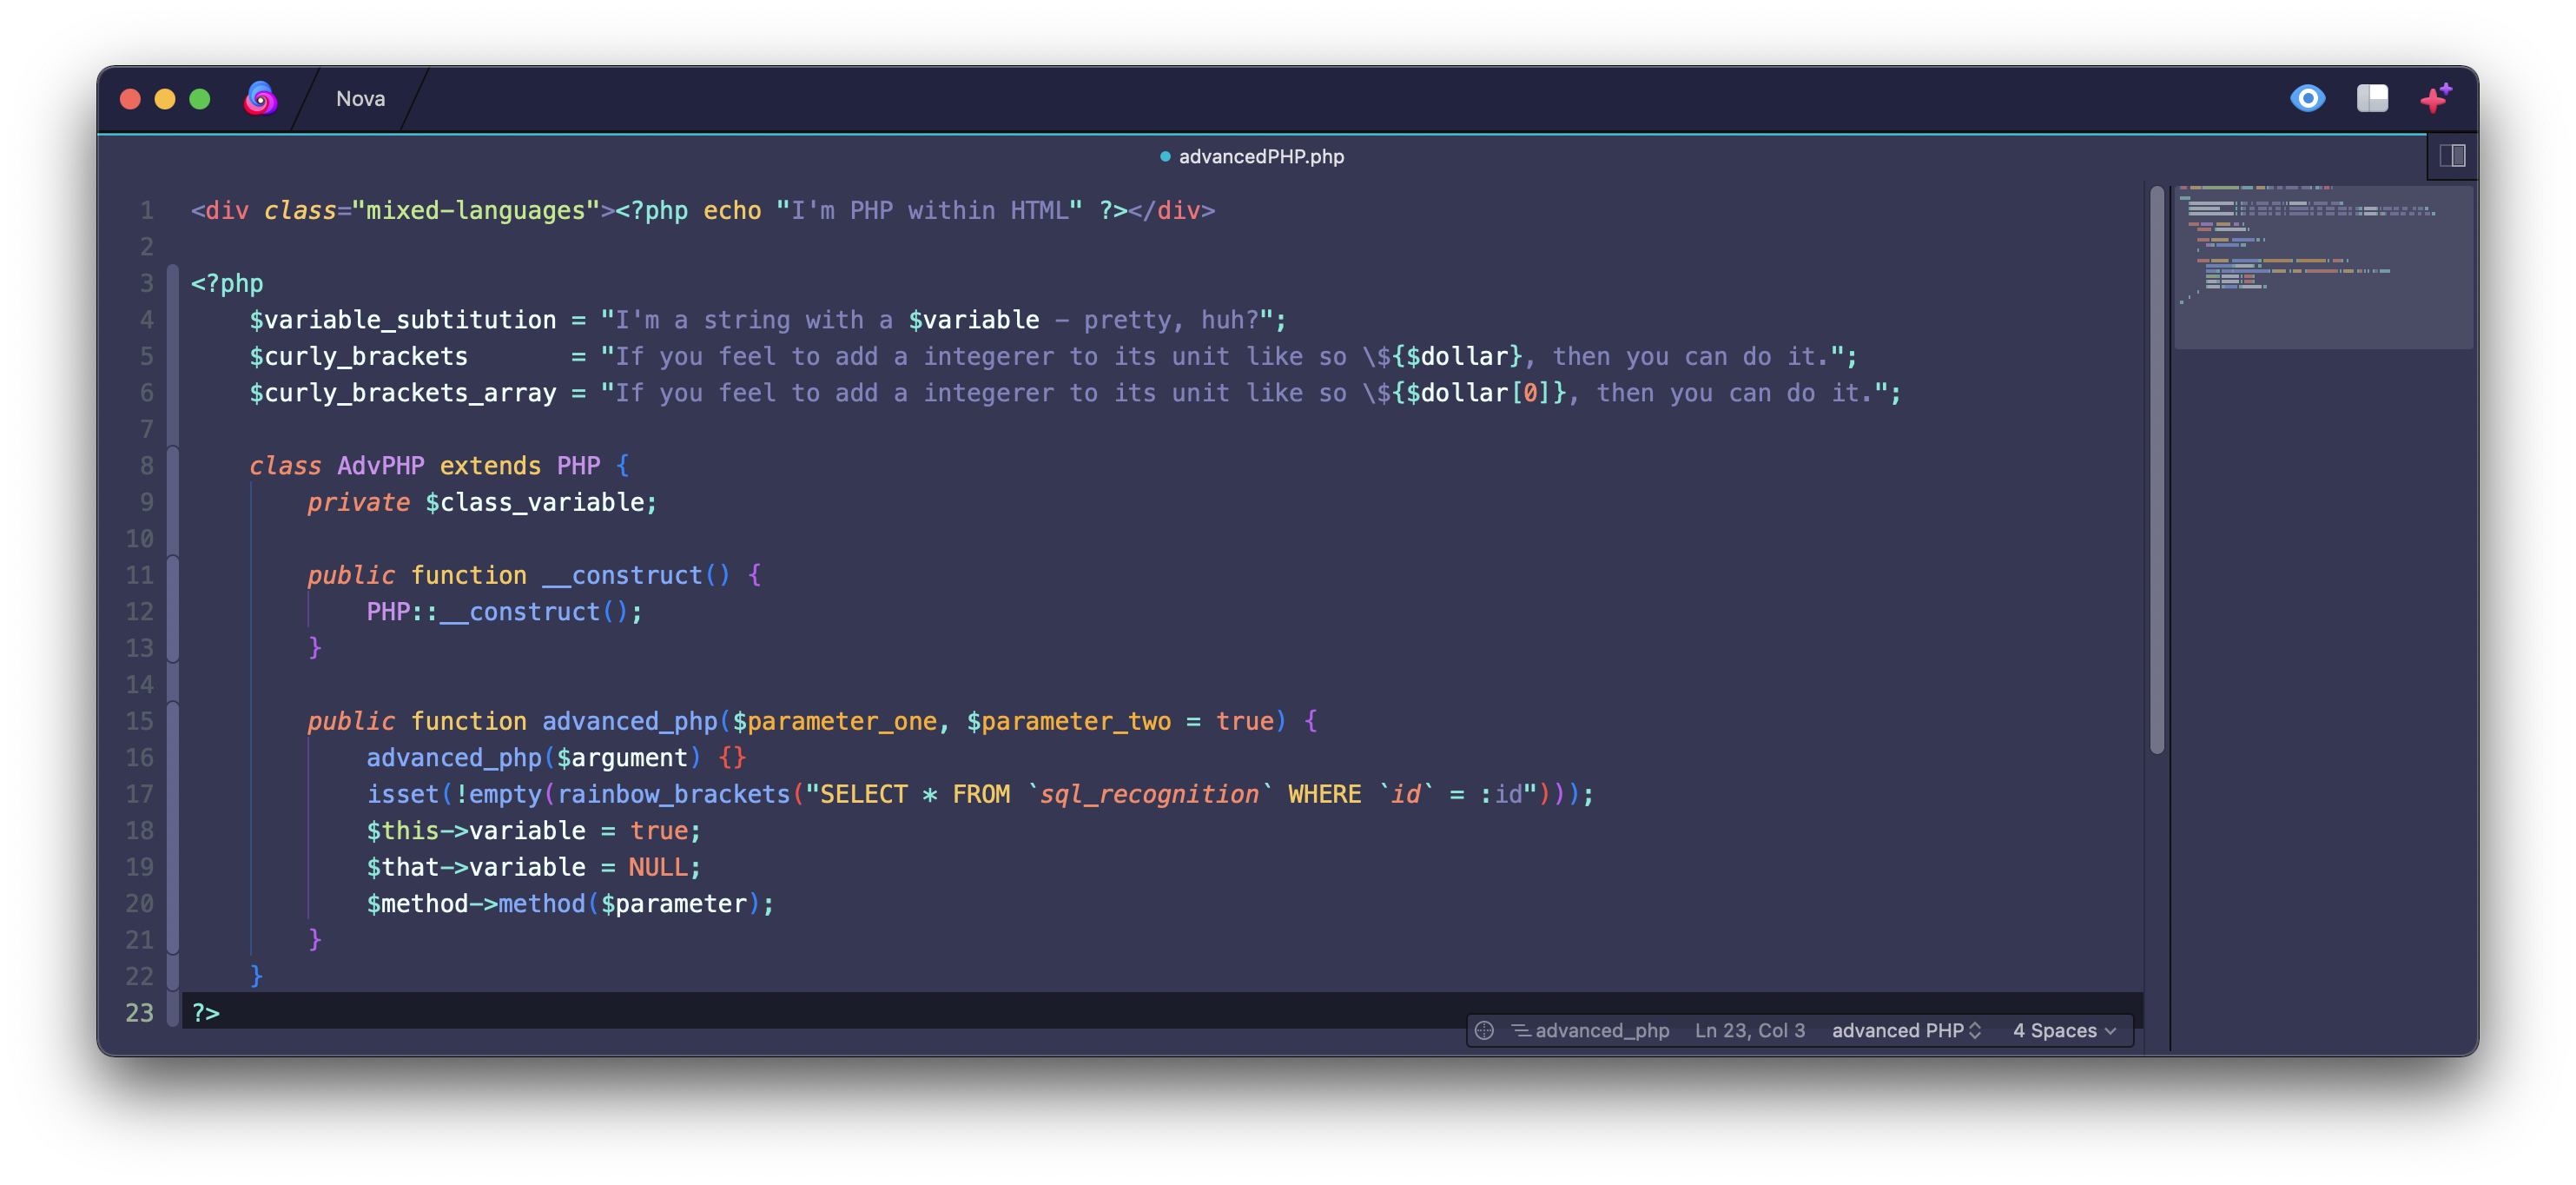 Nova
advancedPHP.php
1 <div class="mixed-languages"><?php echo "I'm PHP within HTML" ?></div>
2
3 <?php
4     $variable_subtitution = "I'm a string with a $variable – pretty, huh?";
5     $curly_brackets       = "If you feel to add a integerer to its unit like so \${$dollar}, then you can do it.";
6     $curly_brackets_array = "If you feel to add a integerer to its unit like so \${$dollar[0]}, then you can do it.";
7
8     class AdvPHP extends PHP {
9         private $class_variable;
10
11         public function __construct() {
12             PHP::__construct();
13         }
14
15         public function advanced_php($parameter_one, $parameter_two = true) {
16             advanced_php($argument) {}
17             isset(!empty(rainbow_brackets("SELECT * FROM `sql_recognition` WHERE `id` = :id")));
18             $this->variable = true;
19             $that->variable = NULL;
20             $method->method($parameter);
21         }
22     }
23 ?>
advanced_php Ln 23, Col 3 advanced PHP 4 Spaces